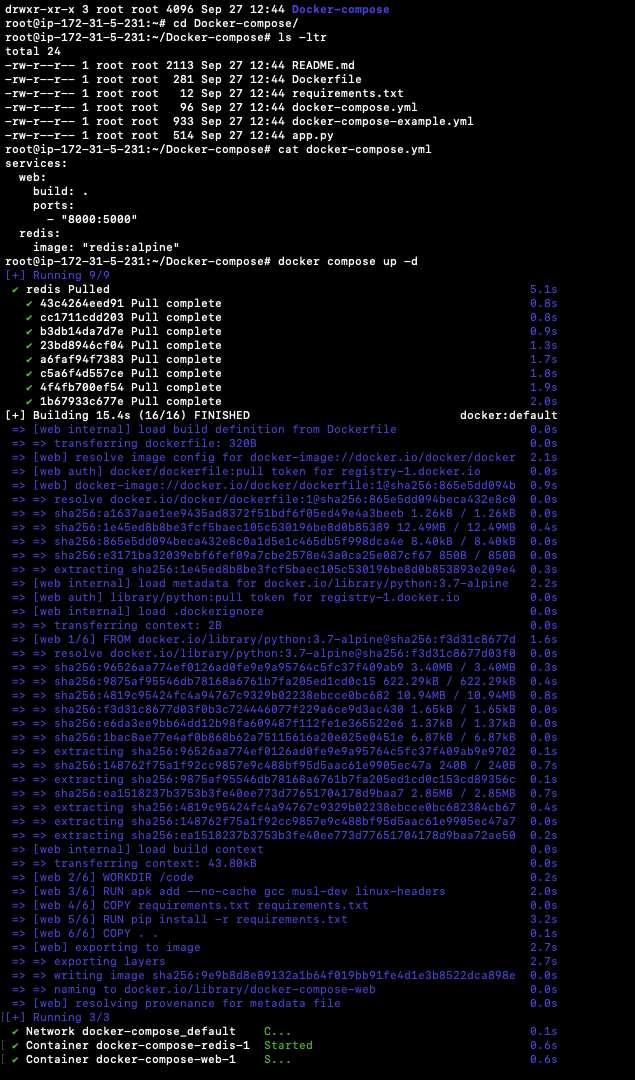 drwxr-xr-x 3 root root 4096 Sep 27 12:44 Docker-compose
root@ip-172-31-5-231:~# cd Docker-compose/
root@ip-172-31-5-231:~/Docker-compose# ls -ltr
total 24
-rw-r--r-- 1 root root 2113 Sep 27 12:44 README.md
-rw-r--r-- 1 root root  281 Sep 27 12:44 Dockerfile
-rw-r--r-- 1 root root   12 Sep 27 12:44 requirements.txt
-rw-r--r-- 1 root root   96 Sep 27 12:44 docker-compose.yml
-rw-r--r-- 1 root root  933 Sep 27 12:44 docker-compose-example.yml
-rw-r--r-- 1 root root  514 Sep 27 12:44 app.py
root@ip-172-31-5-231:~/Docker-compose# cat docker-compose.yml
services:
  web:
    build: .
    ports:
      - "8000:5000"
  redis:
    image: "redis:alpine"
root@ip-172-31-5-231:~/Docker-compose# docker compose up -d
[+] Running 9/9
 ✔ redis Pulled 5.1s
   ✔ 43c4264eed91 Pull complete 0.8s
   ✔ cc1711cdd203 Pull complete 0.8s
   ✔ b3db14da7d7e Pull complete 0.9s
   ✔ 23bd8946cf04 Pull complete 1.3s
   ✔ a6faf94f7383 Pull complete 1.7s
   ✔ c5a6f4d557ce Pull complete 1.8s
   ✔ 4f4fb700ef54 Pull complete 1.9s
   ✔ 1b67933c677e Pull complete 2.0s
[+] Building 15.4s (16/16) FINISHED docker:default
 => [web internal] load build definition from Dockerfile 0.0s
 => => transferring dockerfile: 320B 0.0s
 => [web] resolve image config for docker-image://docker.io/docker/docker 2.1s
 => [web auth] docker/dockerfile:pull token for registry-1.docker.io 0.0s
 => [web] docker-image://docker.io/docker/dockerfile:1@sha256:865e5dd094b 0.9s
 => => resolve docker.io/docker/dockerfile:1@sha256:865e5dd094beca432e8c0 0.0s
 => => sha256:a1637aae1ee9435ad8372f51bdf6f05ed49e4a3beeb 1.26kB / 1.26kB 0.0s
 => => sha256:1e45ed8b8be3fcf5baec105c530196be8d0b85389 12.49MB / 12.49MB 0.4s
 => => sha256:865e5dd094beca432e8c0a1d5e1c465db5f998dca4e 8.40kB / 8.40kB 0.0s
 => => sha256:e3171ba32039ebf6fef09a7cbe2578e43a0ca25e087cf67 850B / 850B 0.0s
 => => extracting sha256:1e45ed8b8be3fcf5baec105c530196be8d0b853893e209e4 0.3s
 => [web internal] load metadata for docker.io/library/python:3.7-alpine 2.2s
 => [web auth] library/python:pull token for registry-1.docker.io 0.0s
 => [web internal] load .dockerignore 0.0s
 => => transferring context: 2B 0.0s
 => [web 1/6] FROM docker.io/library/python:3.7-alpine@sha256:f3d31c8677d 1.6s
 => => resolve docker.io/library/python:3.7-alpine@sha256:f3d31c8677d03f0 0.0s
 => => sha256:96526aa774ef0126ad0fe9e9a95764c5fc37f409ab9 3.40MB / 3.40MB 0.3s
 => => sha256:9875af95546db78168a6761b7fa205ed1cd0c15 622.29kB / 622.29kB 0.4s
 => => sha256:4819c95424fc4a94767c9329b02238ebcce0bc682 10.94MB / 10.94MB 0.8s
 => => sha256:f3d31c8677d03f0b3c724446077f229a6ce9d3ac430 1.65kB / 1.65kB 0.0s
 => => sha256:e6da3ee9bb64dd12b98fa609487f112fe1e365522e6 1.37kB / 1.37kB 0.0s
 => => sha256:1bac8ae77e4af0b868b62a75115616a20e025e0451e 6.87kB / 6.87kB 0.0s
 => => extracting sha256:96526aa774ef0126ad0fe9e9a95764c5fc37f409ab9e9702 0.1s
 => => sha256:148762f75a1f92cc9857e9c488bf95d5aac61e9905ec47a 240B / 240B 0.7s
 => => extracting sha256:9875af95546db78168a6761b7fa205ed1cd0c153cd89356c 0.1s
 => => sha256:ea1518237b3753b3fe40ee773d77651704178d9baa7 2.85MB / 2.85MB 0.7s
 => => extracting sha256:4819c95424fc4a94767c9329b02238ebcce0bc682384cb67 0.4s
 => => extracting sha256:148762f75a1f92cc9857e9c488bf95d5aac61e9905ec47a7 0.0s
 => => extracting sha256:ea1518237b3753b3fe40ee773d77651704178d9baa72ae50 0.2s
 => [web internal] load build context 0.0s
 => => transferring context: 43.80kB 0.0s
 => [web 2/6] WORKDIR /code 0.2s
 => [web 3/6] RUN apk add --no-cache gcc musl-dev linux-headers 2.0s
 => [web 4/6] COPY requirements.txt requirements.txt 0.0s
 => [web 5/6] RUN pip install -r requirements.txt 3.2s
 => [web 6/6] COPY . . 0.1s
 => [web] exporting to image 2.7s
 => => exporting layers 2.7s
 => => writing image sha256:9e9b8d8e89132a1b64f019bb91fe4d1e3b8522dca898e 0.0s
 => => naming to docker.io/library/docker-compose-web 0.0s
 => [web] resolving provenance for metadata file 0.0s
[[+] Running 3/3
 ✔ Network docker-compose_default    C... 0.1s
[ ✔ Container docker-compose-redis-1  Started 0.6s
[ ✔ Container docker-compose-web-1    S... 0.6s